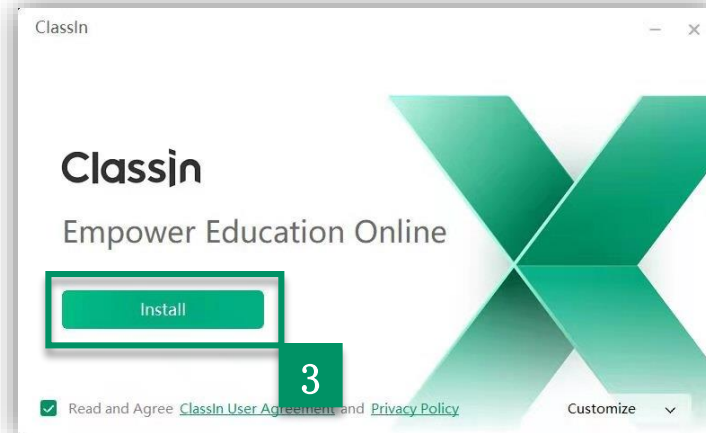 ClassIn
Classin
Empower Education Online
Install
3
Read and Agree ClassIn User Agreement and Privacy Policy
Customize